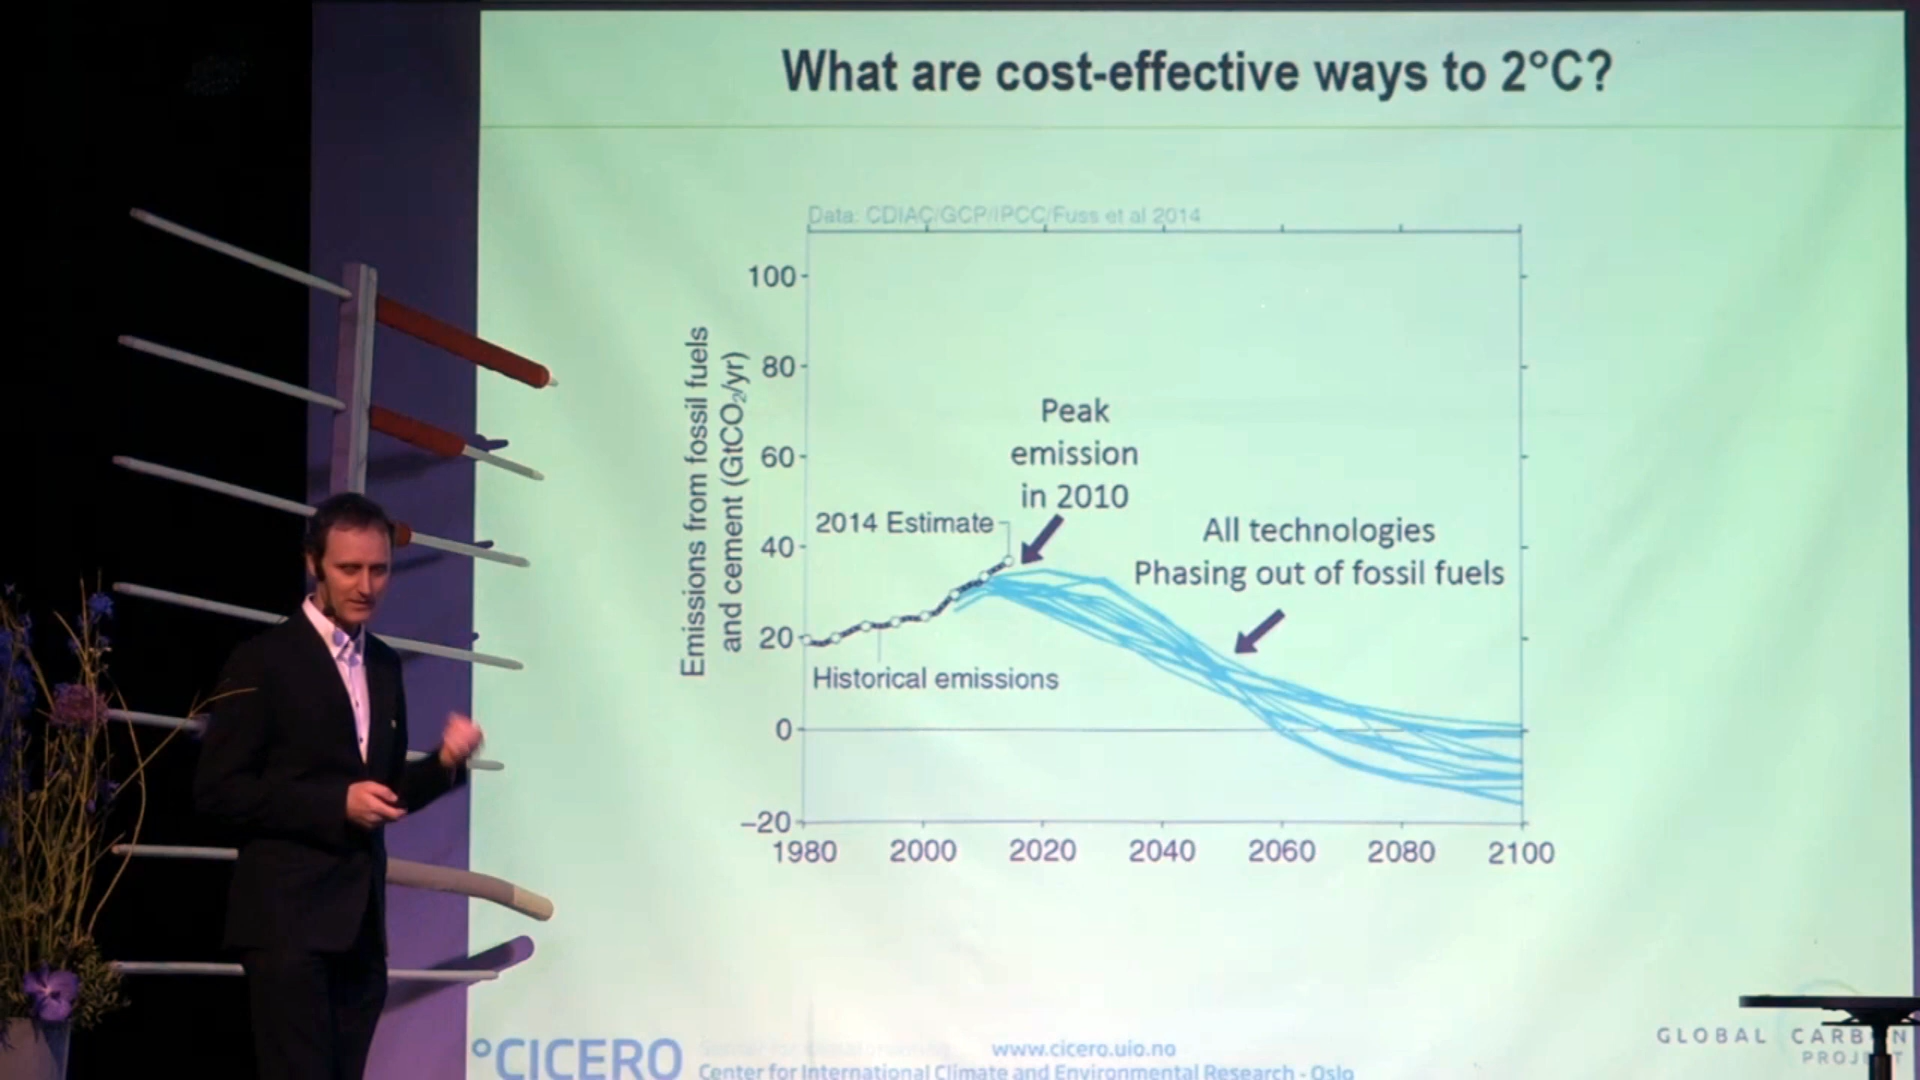 What are cost-effective ways to 2°C?
Data: CDIAC/GCP/IPCC/Fuss et al 2014
Emissions from fossil fuels
and cement (GtCO₂/yr)
100
80
60
40
20
0
−20
Peak
emission
in 2010
2014 Estimate
All technologies
Phasing out of fossil fuels
Historical emissions
1980 2000 2020 2040 2060 2080 2100
°CICERO
www.cicero.uio.no
Center for International Climate and Environmental Research - Oslo
GLOBAL CARBON
PROJECT